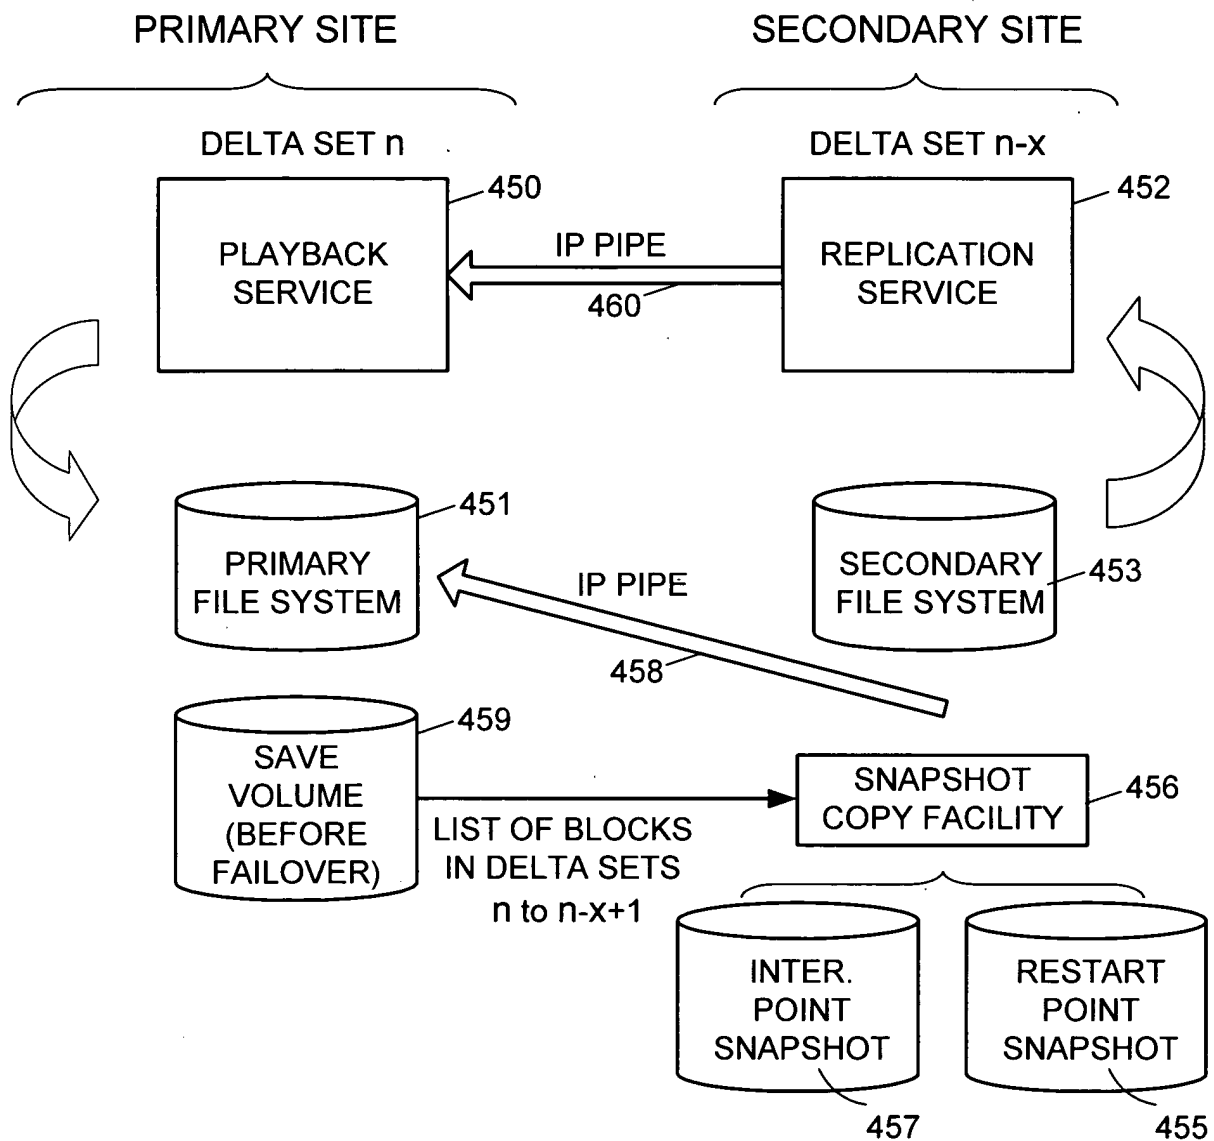 PRIMARY SITE
SECONDARY SITE
DELTA SET n
DELTA SET n-x
450
452
PLAYBACK
SERVICE
IP PIPE
460
REPLICATION
SERVICE
451
PRIMARY
FILE SYSTEM
IP PIPE
458
SECONDARY
FILE SYSTEM
453
459
SAVE
VOLUME
(BEFORE
FAILOVER)
LIST OF BLOCKS
IN DELTA SETS
n to n-x+1
SNAPSHOT
COPY FACILITY
456
INTER.
POINT
SNAPSHOT
RESTART
POINT
SNAPSHOT
457
455